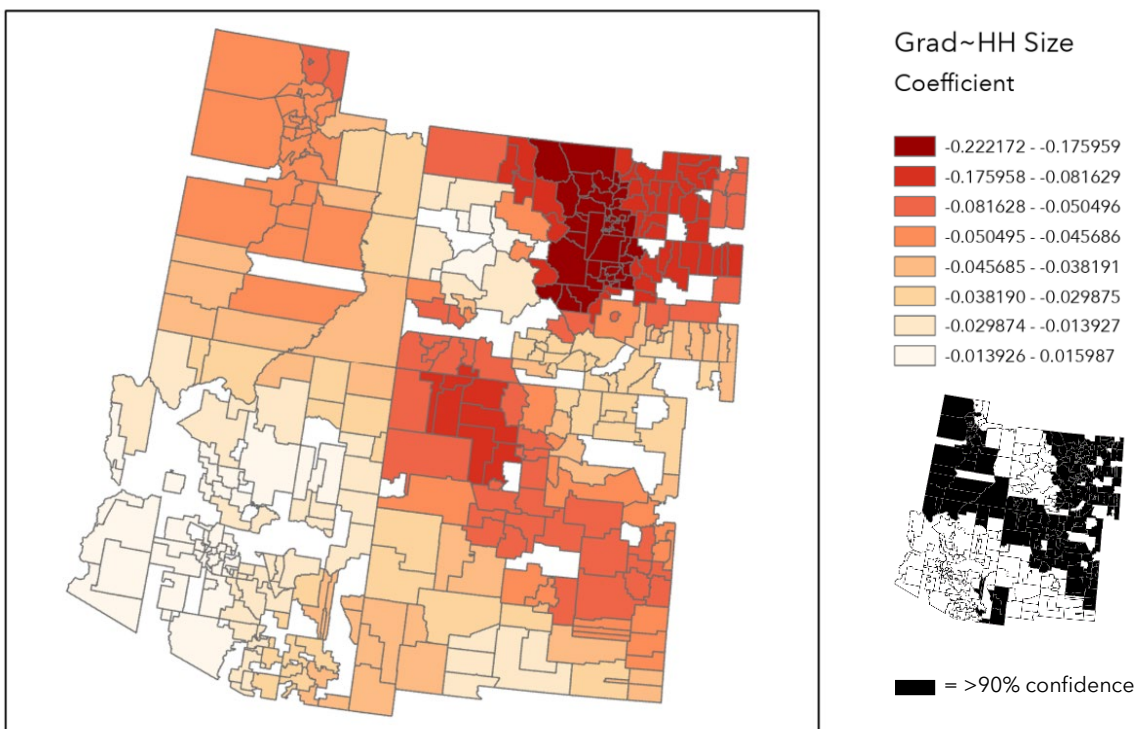 Grad~HH Size
Coefficient
-0.222172 - -0.175959
-0.175958 - -0.081629
-0.081628 - -0.050496
-0.050495 - -0.045686
-0.045685 - -0.038191
-0.038190 - -0.029875
-0.029874 - -0.013927
-0.013926 - 0.015987
= >90% confidence